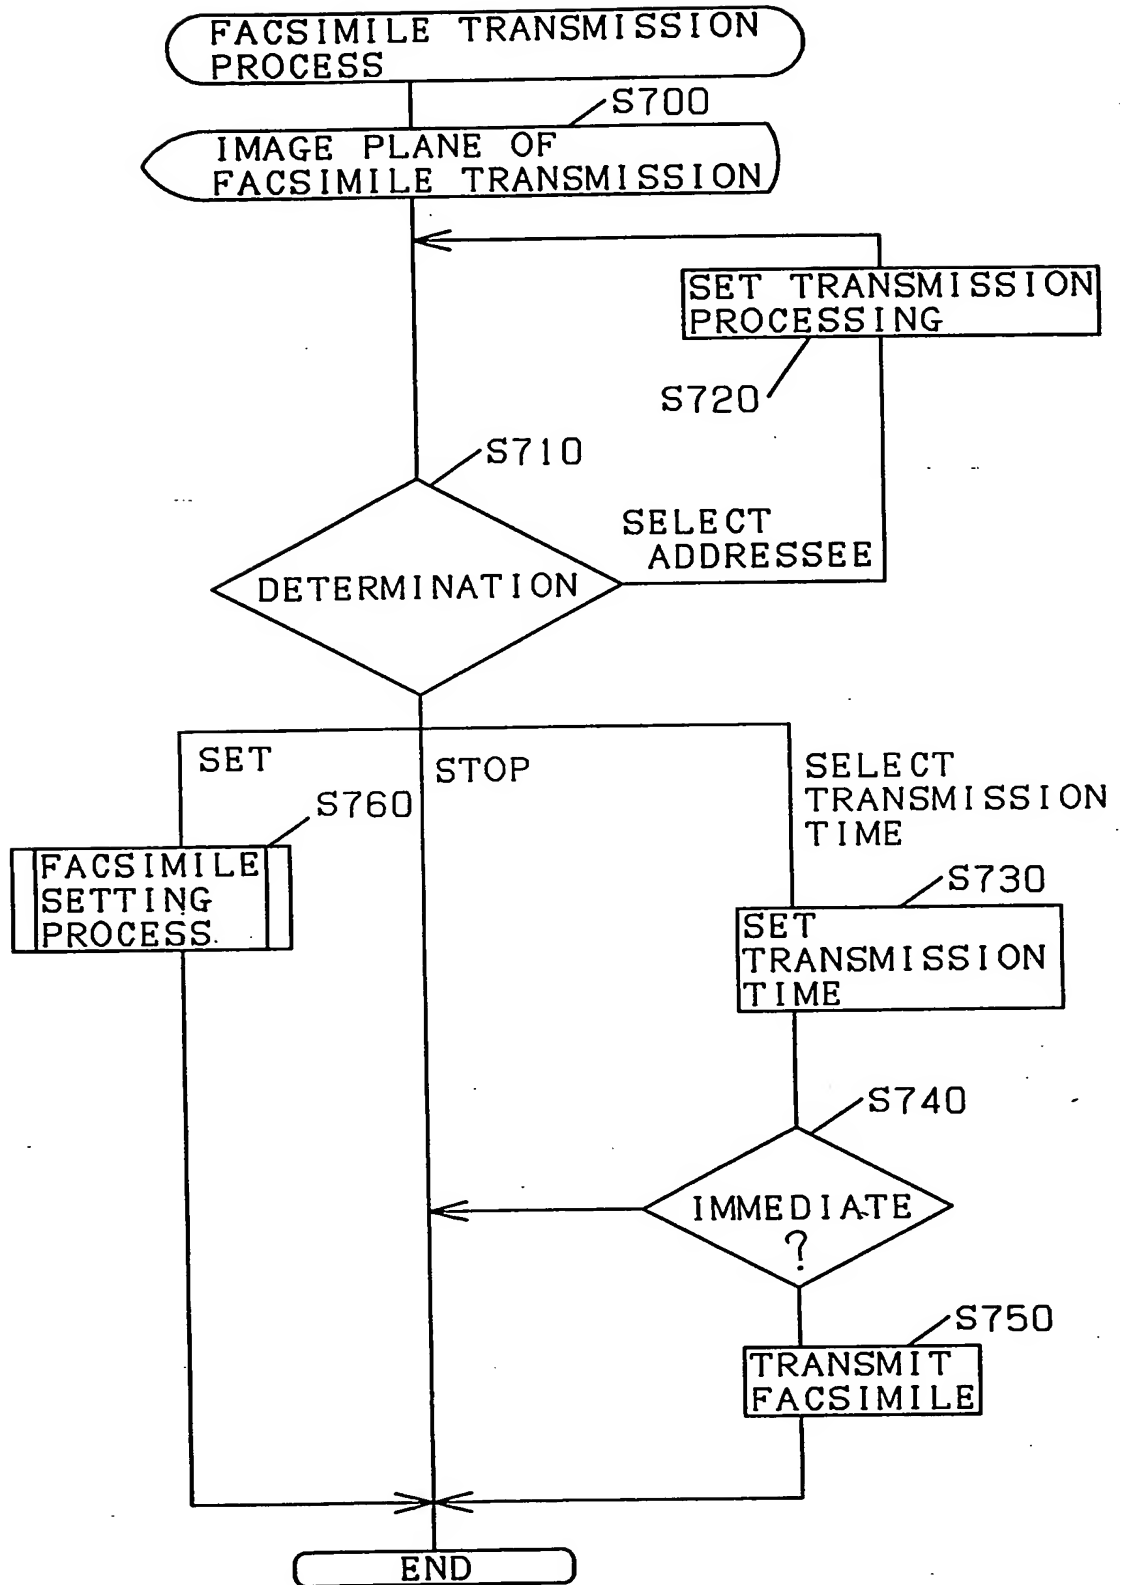 FACSIMILE TRANSMISSION
PROCESS
S700
IMAGE PLANE OF
FACSIMILE TRANSMISSION
SET TRANSMISSION
PROCESSING
S720
S710
SELECT
ADDRESSEE
DETERMINATION
SET
STOP
SELECT
TRANSMISSION
TIME
S760
FACSIMILE
SETTING
PROCESS
S730
SET
TRANSMISSION
TIME
S740
IMMEDIATE
?
S750
TRANSMIT
FACSIMILE
END